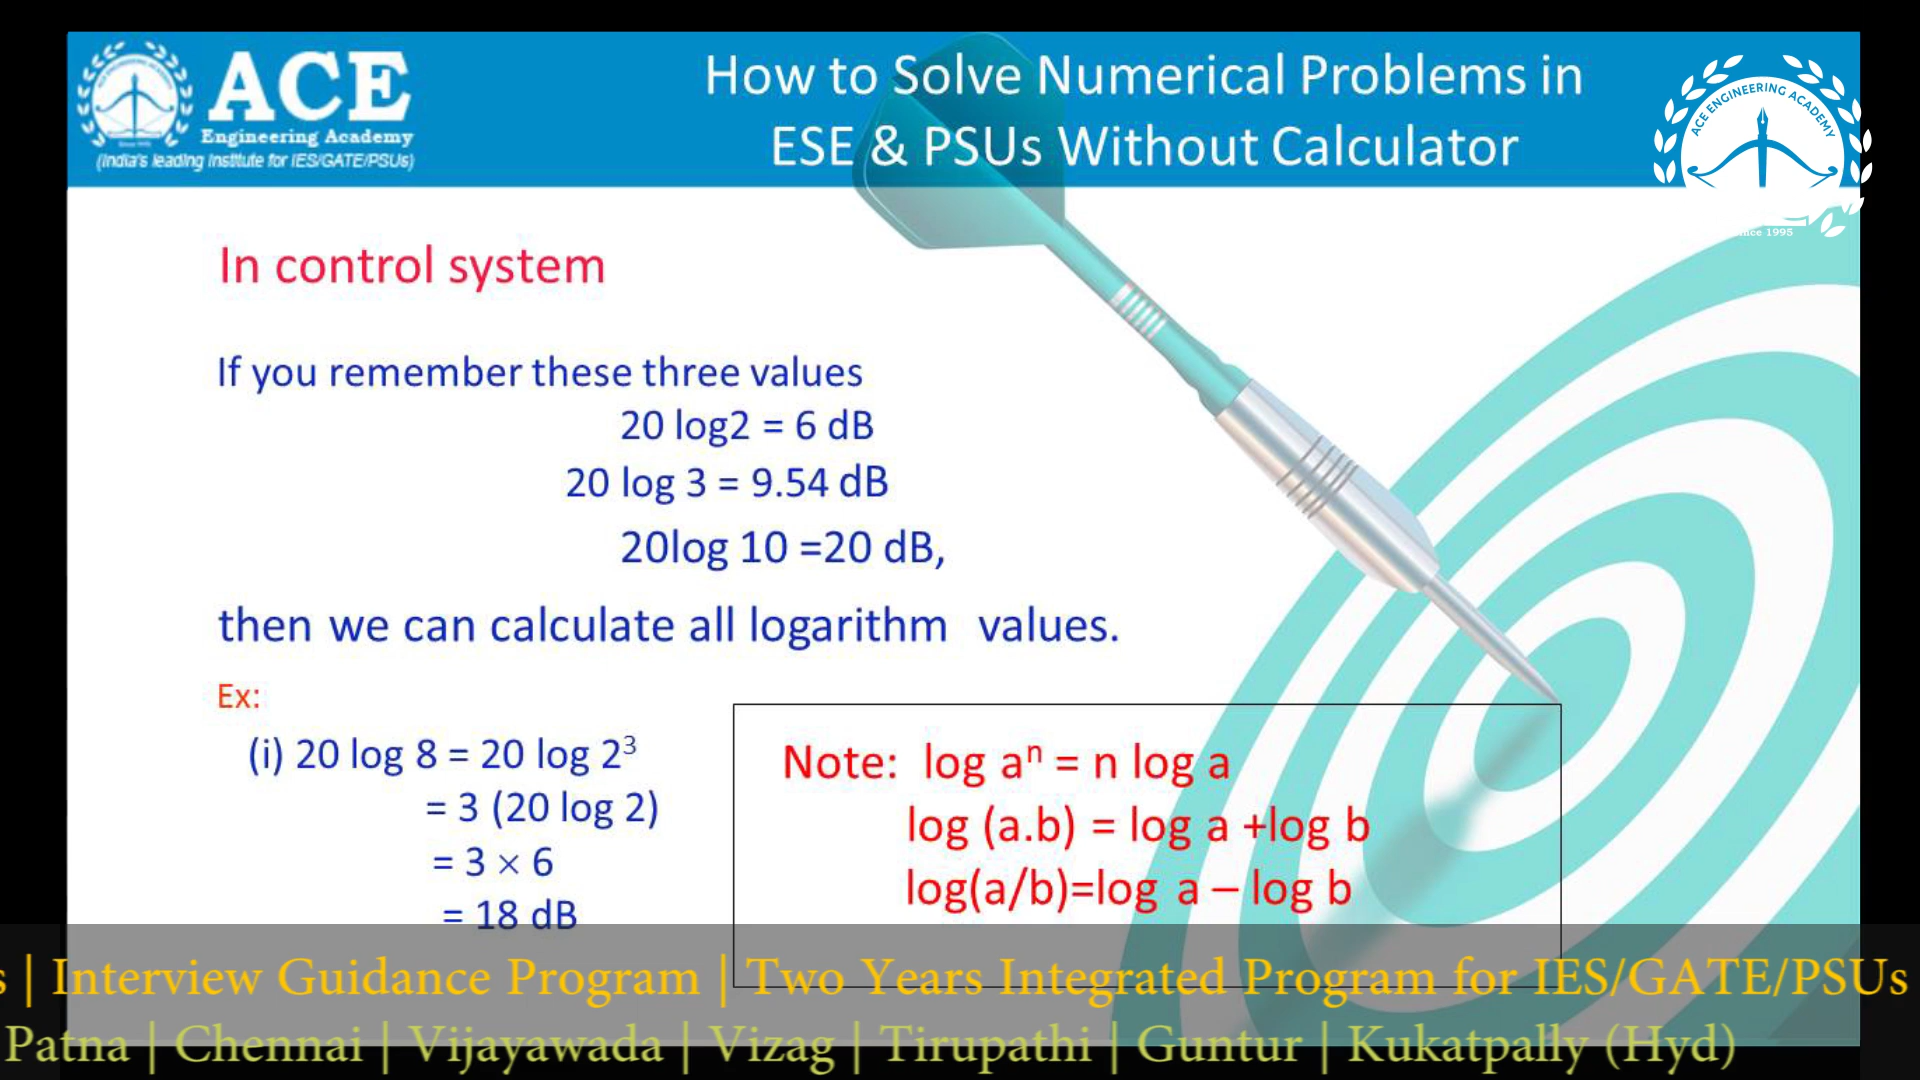 ACE
Engineering Academy
(India's leading Institute for IES/GATE/PSUs)
How to Solve Numerical Problems in
ESE & PSUs Without Calculator
ACE ENGINEERING ACADEMY
since 1995
In control system
If you remember these three values
20 log2 = 6 dB
20 log 3 = 9.54 dB
20log 10 =20 dB,
then we can calculate all logarithm values.
Ex:
(i) 20 log 8 = 20 log 2³
= 3 (20 log 2)
= 3 × 6
= 18 dB
Note: log aⁿ = n log a
log (a.b) = log a +log b
log(a/b)=log a – log b
s | Interview Guidance Program | Two Years Integrated Program for IES/GATE/PSUs
Patna | Chennai | Vijayawada | Vizag | Tirupathi | Guntur | Kukatpally (Hyd)